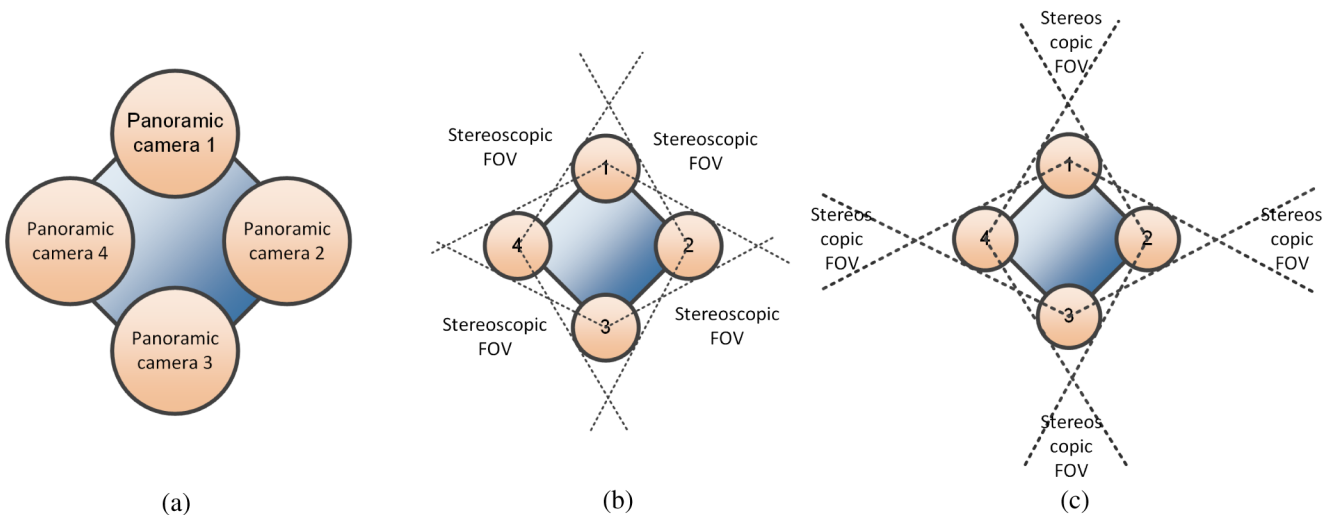 Panoramic
camera 1
Panoramic
camera 4
Panoramic
camera 2
Panoramic
camera 3
(a)
Stereoscopic
FOV
Stereoscopic
FOV
1
4
2
3
Stereoscopic
FOV
Stereoscopic
FOV
(b)
Stereos
copic
FOV
1
Stereos
copic
FOV
4
2
Stereos
copic
FOV
3
Stereos
copic
FOV
(c)